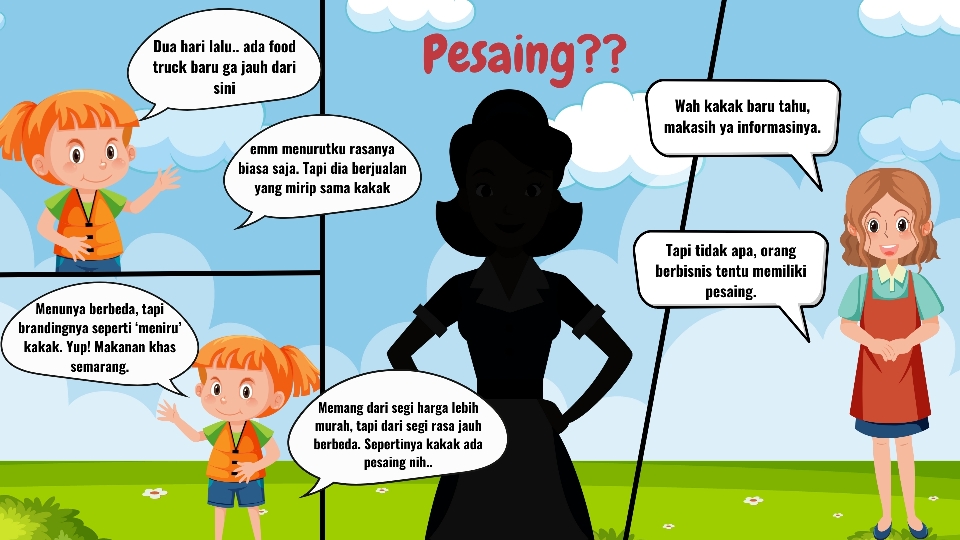 Dua hari lalu.. ada food
truck baru ga jauh dari
sini
emm menurutku rasanya
biasa saja. Tapi dia berjualan
yang mirip sama kakak
Menunya berbeda, tapi
brandingnya seperti ‘meniru’
kakak. Yup! Makanan khas
semarang.
Memang dari segi harga lebih
murah, tapi dari segi rasa jauh
berbeda. Sepertinya kakak ada
pesaing nih..
Pesaing??
Wah kakak baru tahu,
makasih ya informasinya.
Tapi tidak apa, orang
berbisnis tentu memiliki
pesaing.